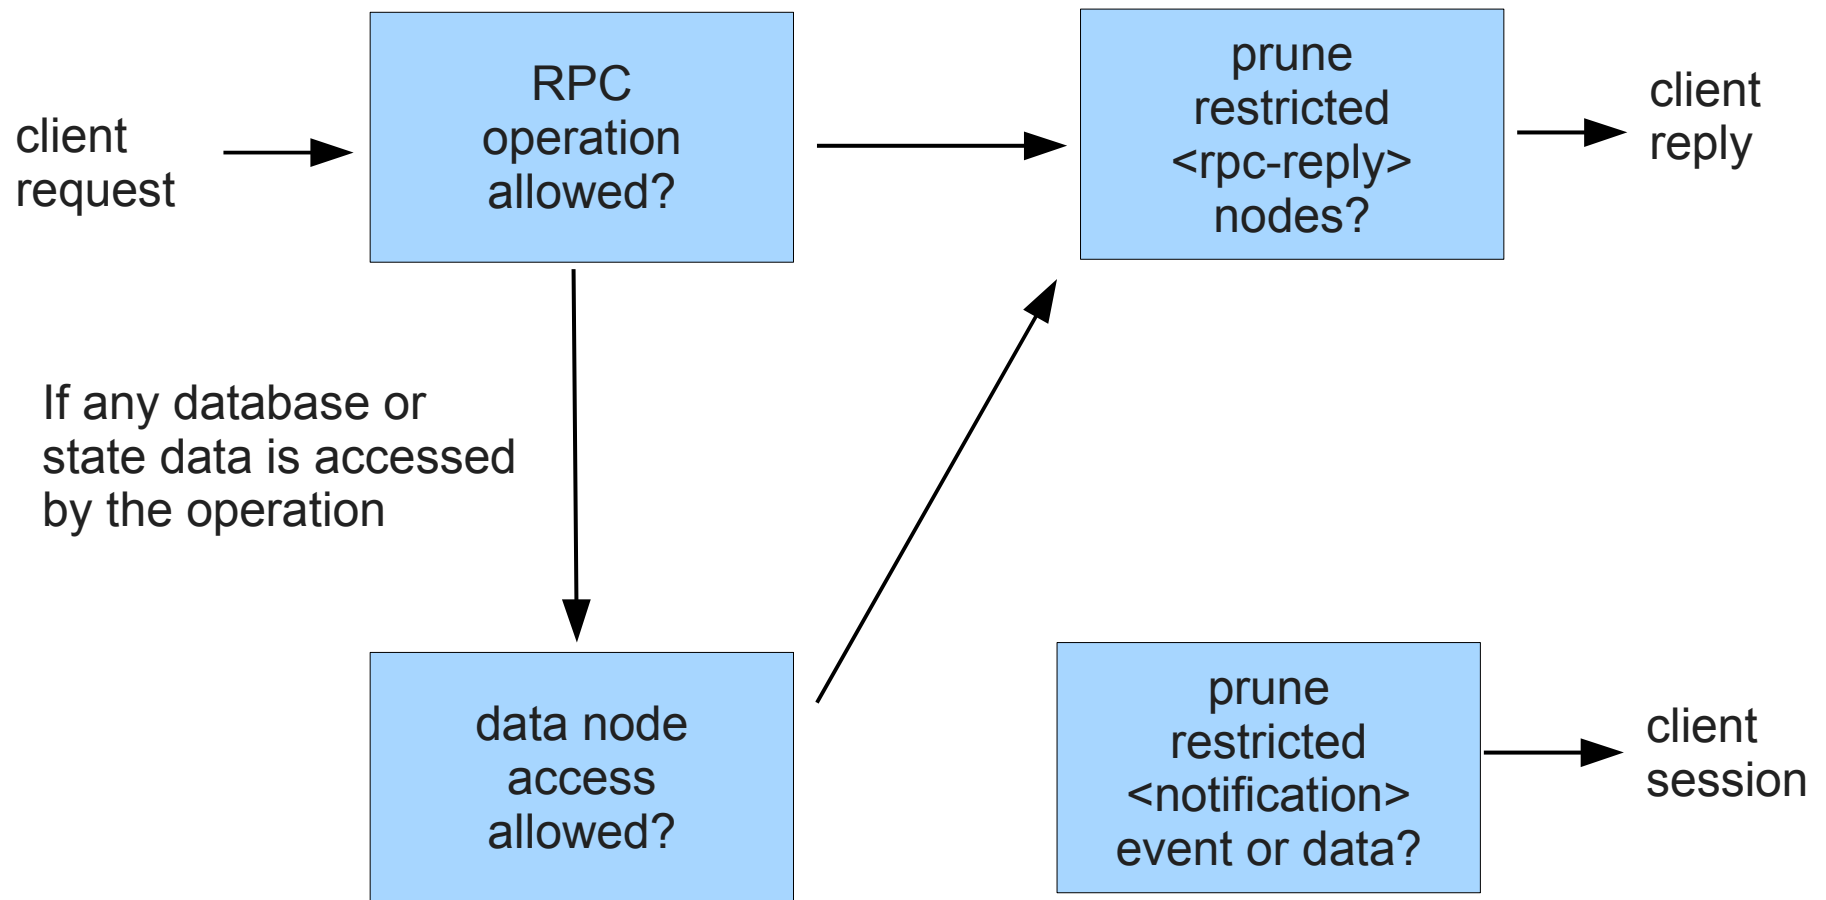 client
request
RPC
operation
allowed?
prune
restricted
<rpc-reply>
nodes?
client
reply
If any database or
state data is accessed
by the operation
data node
access
allowed?
prune
restricted
<notification>
event or data?
client
session